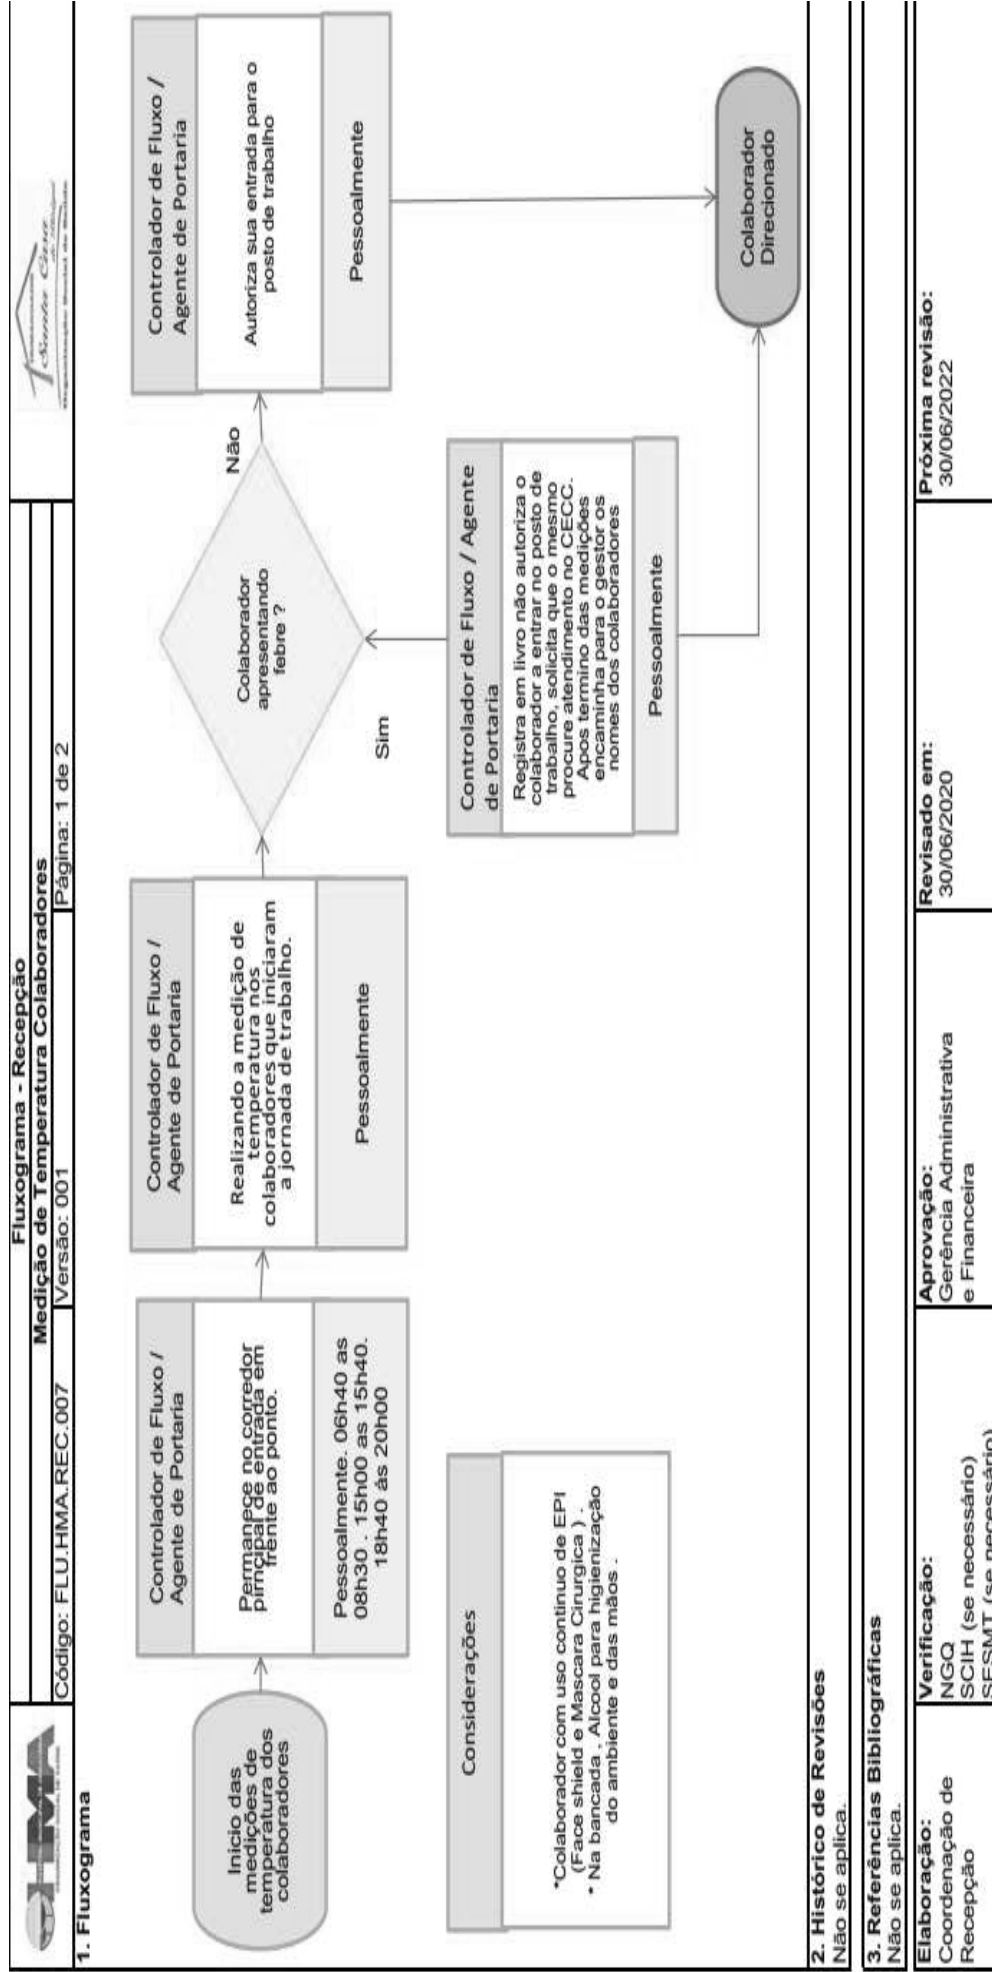 HMA
Fluxograma - Recepção
Medição de Temperatura Colaboradores
Código: FLU.HMA.REC.007
Versão: 001
Página: 1 de 2
Santa Casa
1. Fluxograma
Inicio das
medições de
temperatura dos
colaboradores
Controlador de Fluxo /
Agente de Portaria
Permanece no corredor
pirncipal de entrada em
frente ao ponto.
Pessoalmente. 06h40 as
08h30 . 15h00 as 15h40.
18h40 ás 20h00
Controlador de Fluxo /
Agente de Portaria
Realizando a medição de
temperatura nos
colaboradores que iniciaram
a jornada de trabalho.
Pessoalmente
Colaborador
apresentando
febre ?
Não
Sim
Controlador de Fluxo /
Agente de Portaria
Autoriza sua entrada para o
posto de trabalho
Pessoalmente
Controlador de Fluxo / Agente
de Portaria
Registra em livro não autoriza o
colaborador a entrar no posto de
trabalho, solicita que o mesmo
procure atendimento no CECC.
Apos termino das medições
encaminha para o gestor os
nomes dos colaboradores
Pessoalmente
Colaborador
Direcionado
Considerações
*Colaborador com uso continuo de EPI
(Face shield e Mascara Cirurgica ) .
* Na bancada , Alcool para higienização
do ambiente e das mãos .
2. Histórico de Revisões
Não se aplica.
3. Referências Bibliográficas
Não se aplica.
Elaboração:
Coordenação de
Recepção
Verificação:
NGQ
SCIH (se necessário)
SESMT (se necessário)
Aprovação:
Gerência Administrativa
e Financeira
Revisado em:
30/06/2020
Próxima revisão:
30/06/2022